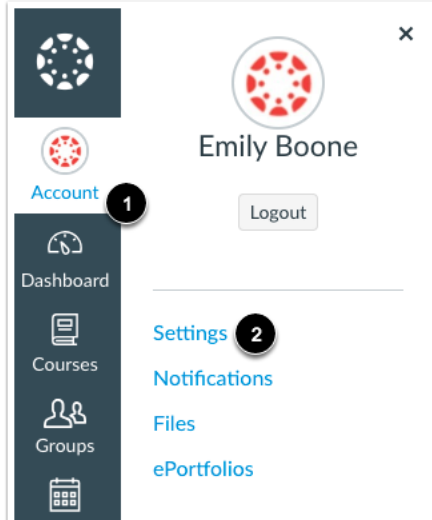 ×
Emily Boone
Account
1
Logout
Dashboard
Settings 2
Courses
Notifications
Files
Groups
ePortfolios